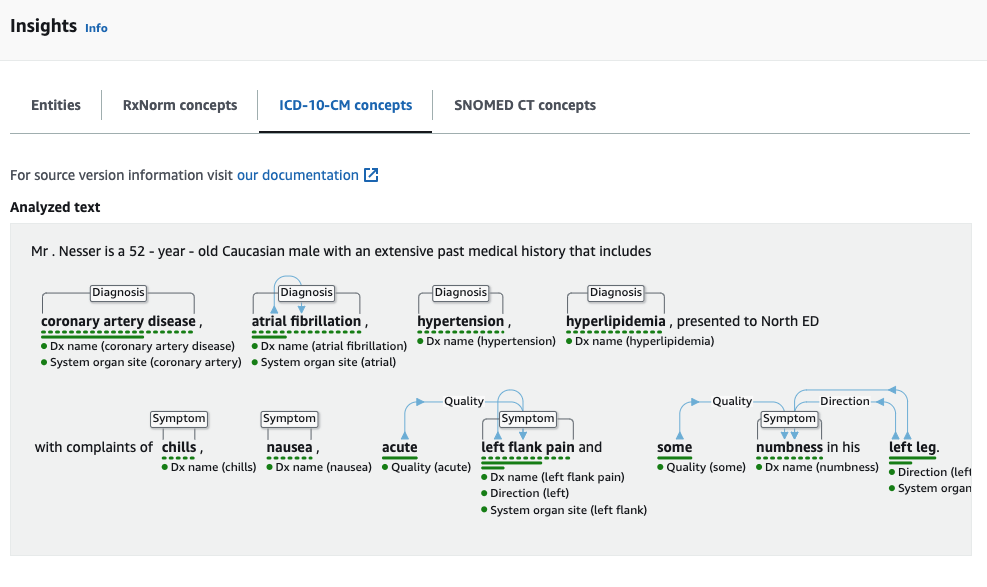 Insights Info
Entities RxNorm concepts ICD-10-CM concepts SNOMED CT concepts
For source version information visit our documentation
Analyzed text
Mr . Nesser is a 52 - year - old Caucasian male with an extensive past medical history that includes
Diagnosis Diagnosis Diagnosis Diagnosis
coronary artery disease , atrial fibrillation , hypertension , hyperlipidemia , presented to North ED
Dx name (coronary artery disease) Dx name (atrial fibrillation) Dx name (hypertension) Dx name (hyperlipidemia)
System organ site (coronary artery) System organ site (atrial)
Quality Quality Direction
Symptom Symptom Symptom Symptom
with complaints of chills , nausea , acute left flank pain and some numbness in his left leg.
Dx name (chills) Dx name (nausea) Quality (acute) Dx name (left flank pain) Quality (some) Dx name (numbness) Direction (left
Direction (left) System organ
System organ site (left flank)